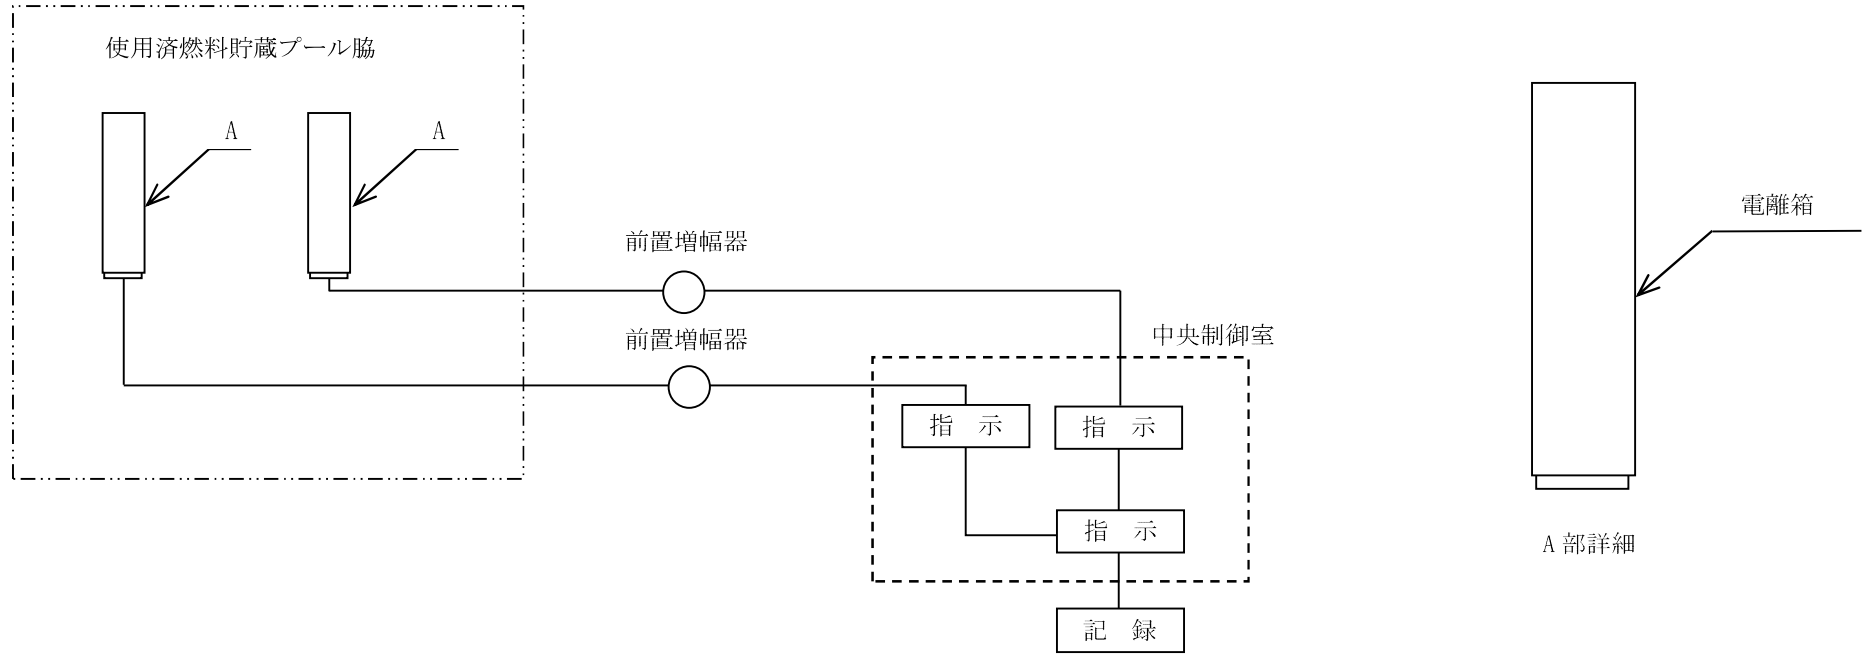 使用済燃料貯蔵プール脇
A
A
前置増幅器
前置増幅器
中央制御室
指　示
指　示
指　示
記　録
電離箱
A 部詳細